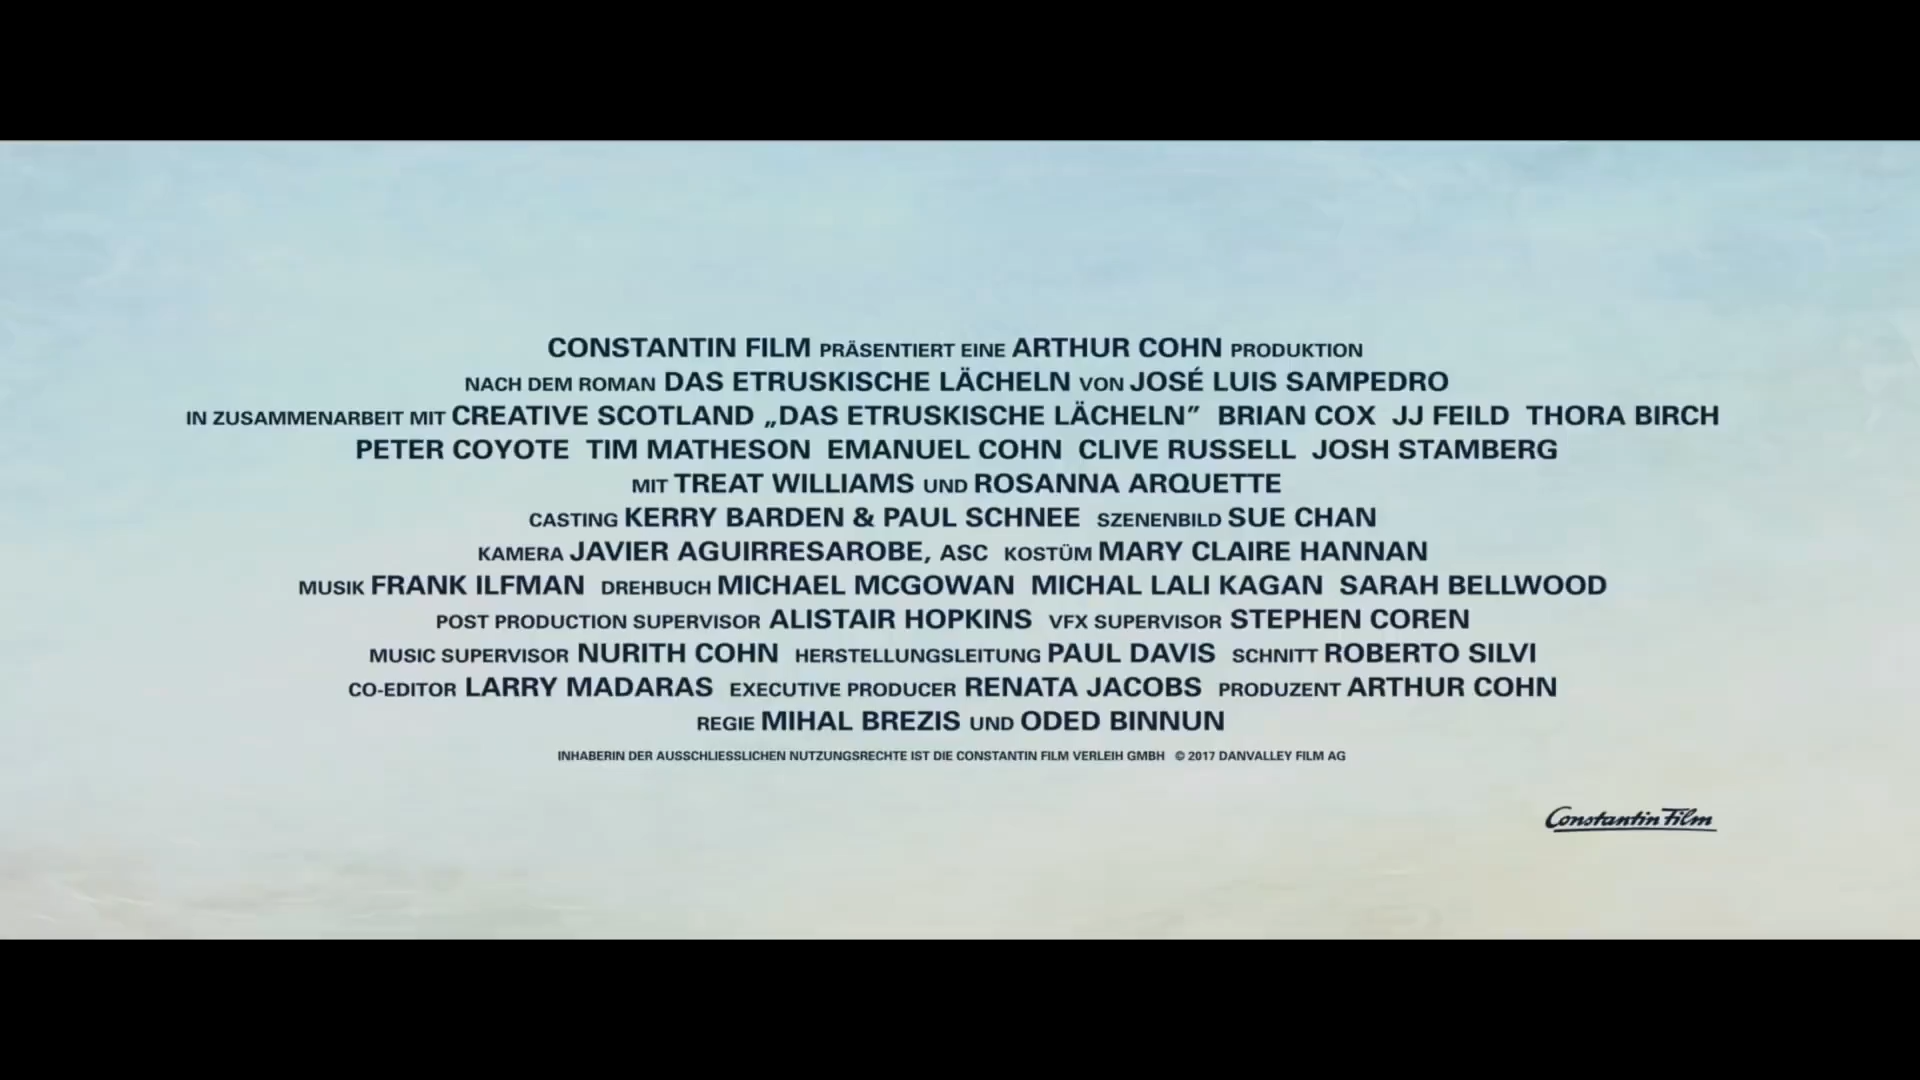 CONSTANTIN FILM PRÄSENTIERT EINE ARTHUR COHN PRODUKTION
NACH DEM ROMAN DAS ETRUSKISCHE LÄCHELN VON JOSÉ LUIS SAMPEDRO
IN ZUSAMMENARBEIT MIT CREATIVE SCOTLAND „DAS ETRUSKISCHE LÄCHELN” BRIAN COX JJ FEILD THORA BIRCH
PETER COYOTE TIM MATHESON EMANUEL COHN CLIVE RUSSELL JOSH STAMBERG
MIT TREAT WILLIAMS UND ROSANNA ARQUETTE
CASTING KERRY BARDEN & PAUL SCHNEE SZENENBILD SUE CHAN
KAMERA JAVIER AGUIRRESAROBE, ASC KOSTÜM MARY CLAIRE HANNAN
MUSIK FRANK ILFMAN DREHBUCH MICHAEL MCGOWAN MICHAL LALI KAGAN SARAH BELLWOOD
POST PRODUCTION SUPERVISOR ALISTAIR HOPKINS VFX SUPERVISOR STEPHEN COREN
MUSIC SUPERVISOR NURITH COHN HERSTELLUNGSLEITUNG PAUL DAVIS SCHNITT ROBERTO SILVI
CO-EDITOR LARRY MADARAS EXECUTIVE PRODUCER RENATA JACOBS PRODUZENT ARTHUR COHN
REGIE MIHAL BREZIS UND ODED BINNUN
INHABERIN DER AUSSCHLIESSLICHEN NUTZUNGSRECHTE IST DIE CONSTANTIN FILM VERLEIH GMBH © 2017 DANVALLEY FILM AG
Constantin Film